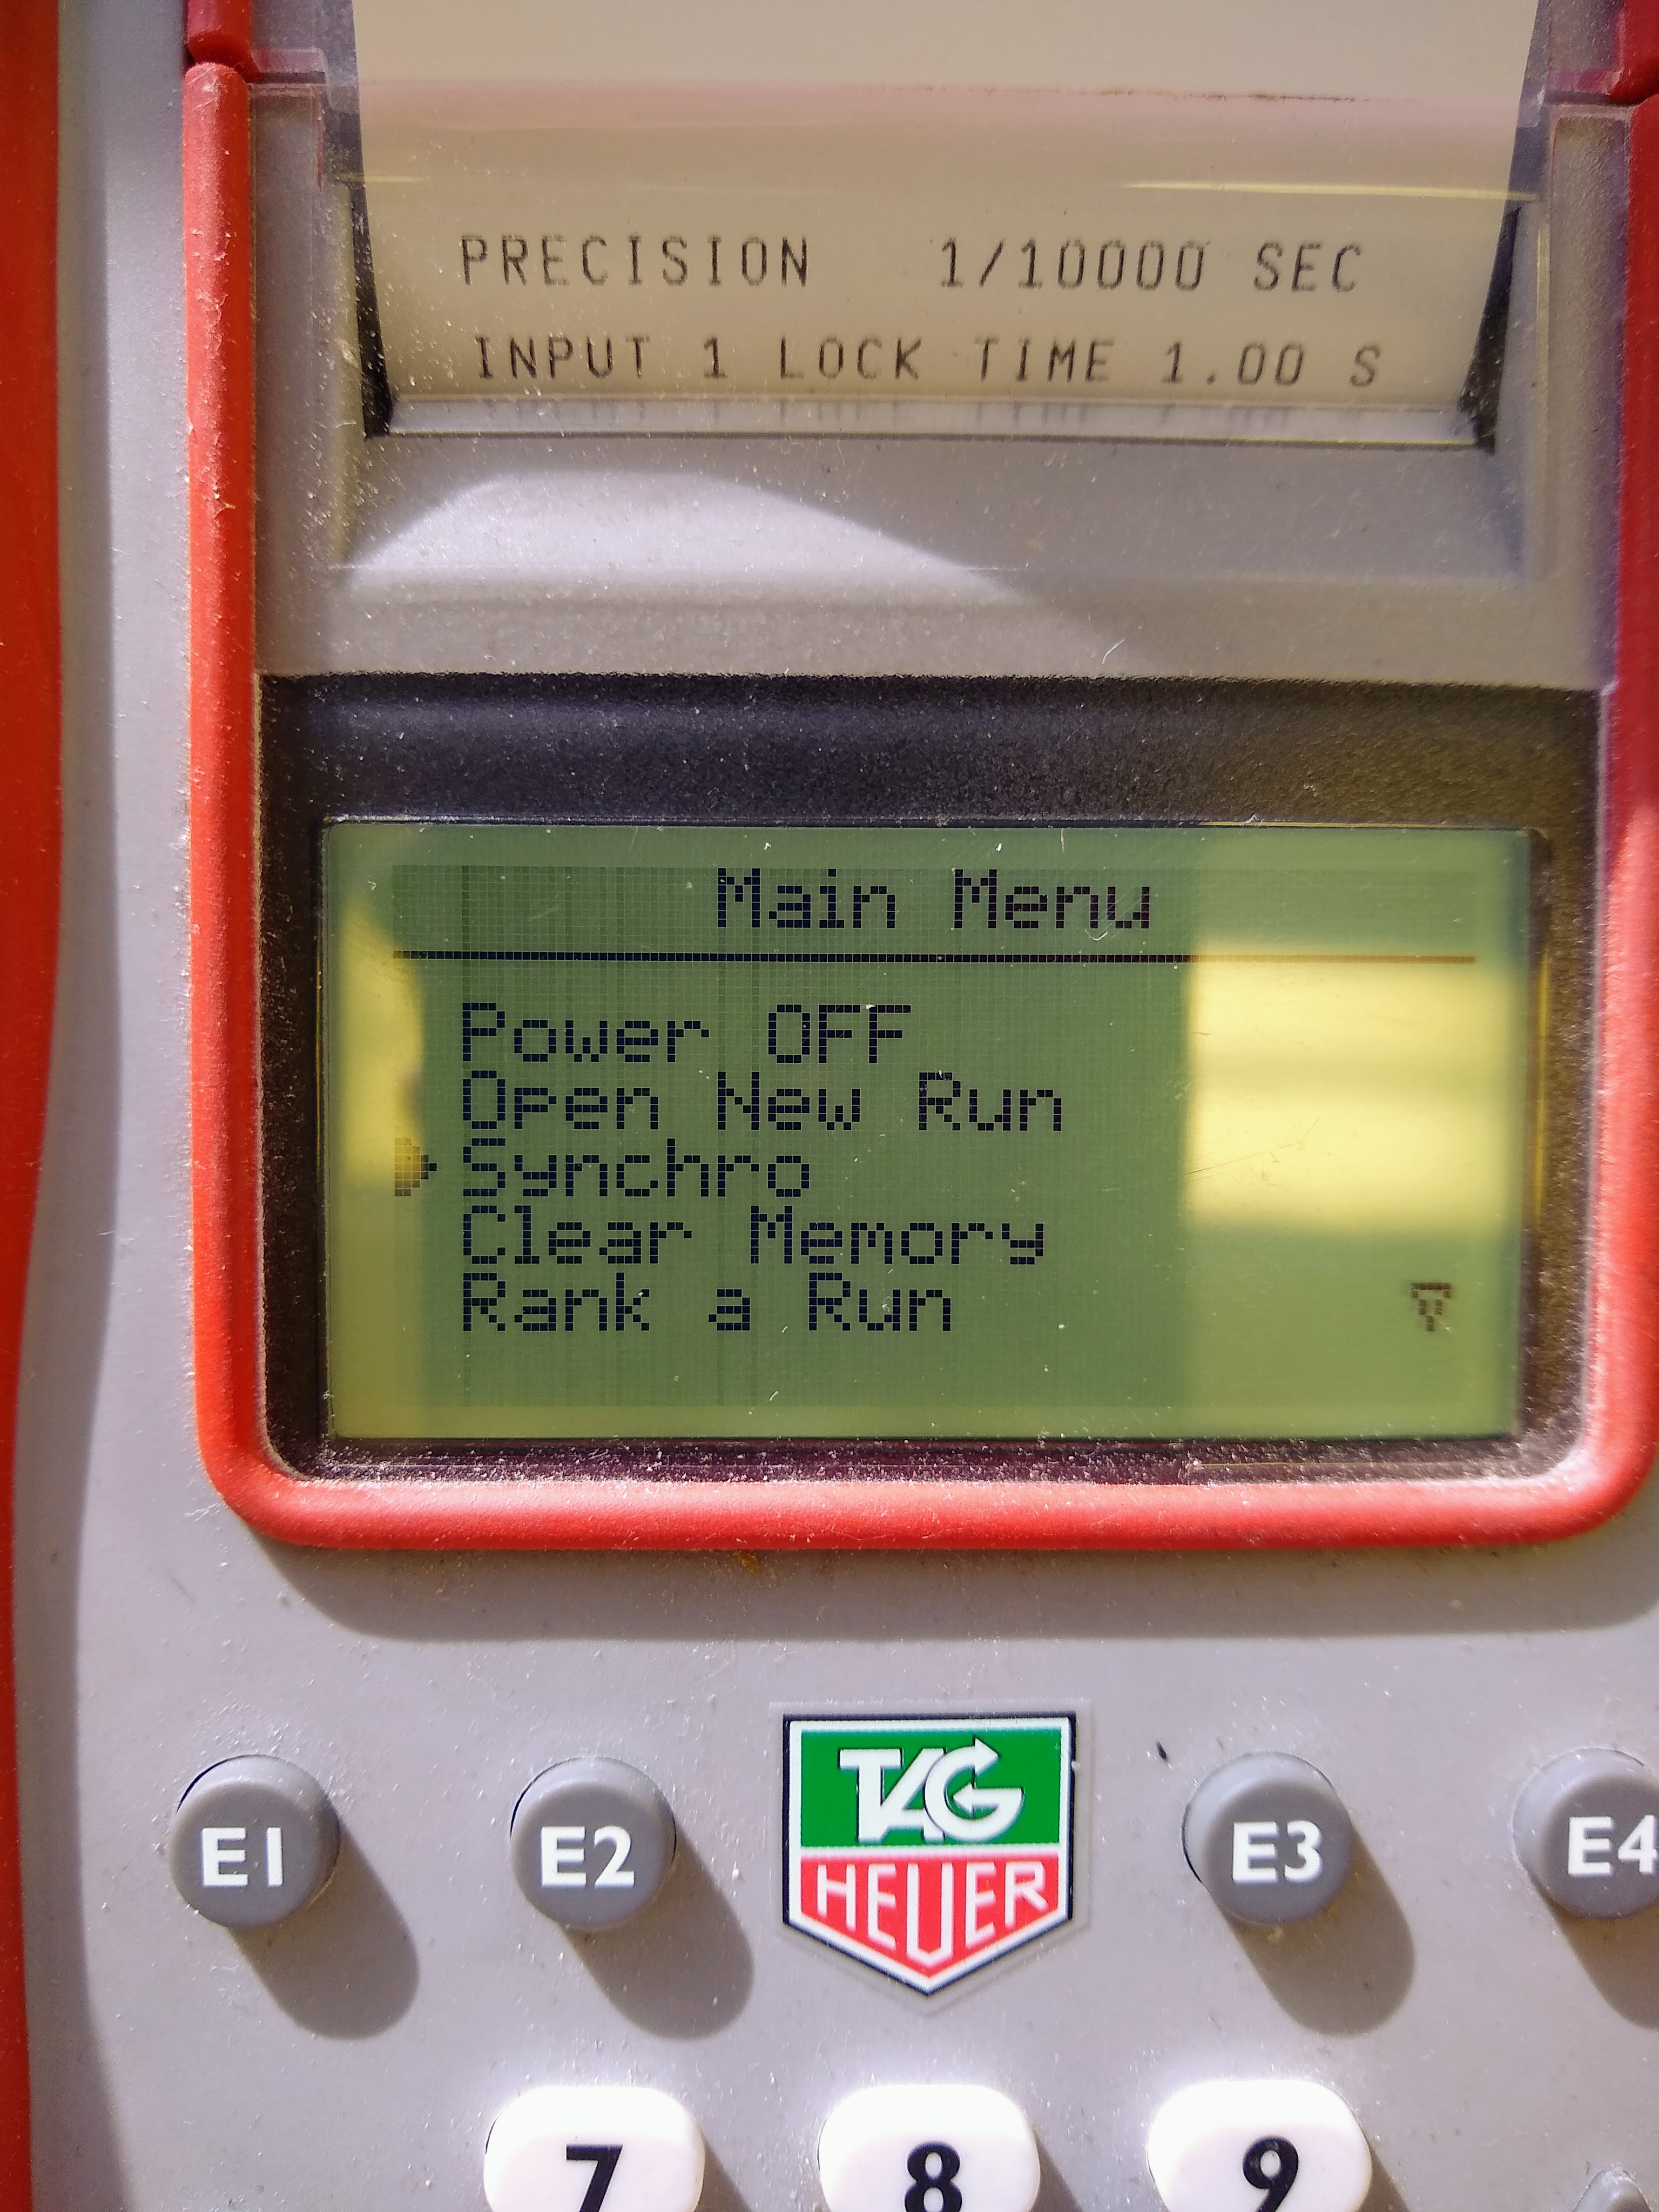 PRECISION 1/10000 SEC
INPUT 1 LOCK TIME 1.00 S
Main Menu
Power OFF
Open New Run
Synchro
Clear Memory
Rank a Run
E1 E2 TAG HEUER E3 E4
7 8 9